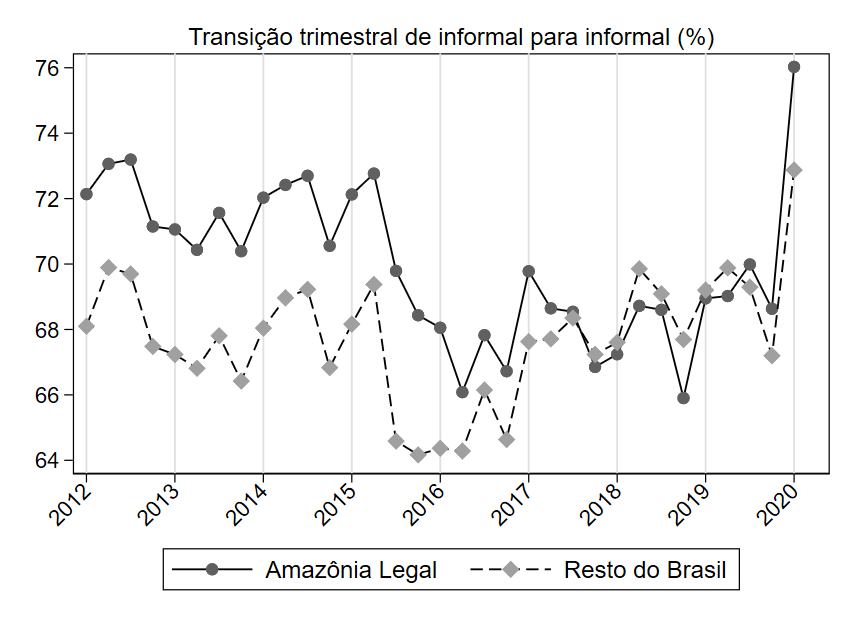 Transição trimestral de informal para informal (%)
76
74
72
70
68
66
64
2012 2013 2014 2015 2016 2017 2018 2019 2020
Amazônia Legal Resto do Brasil